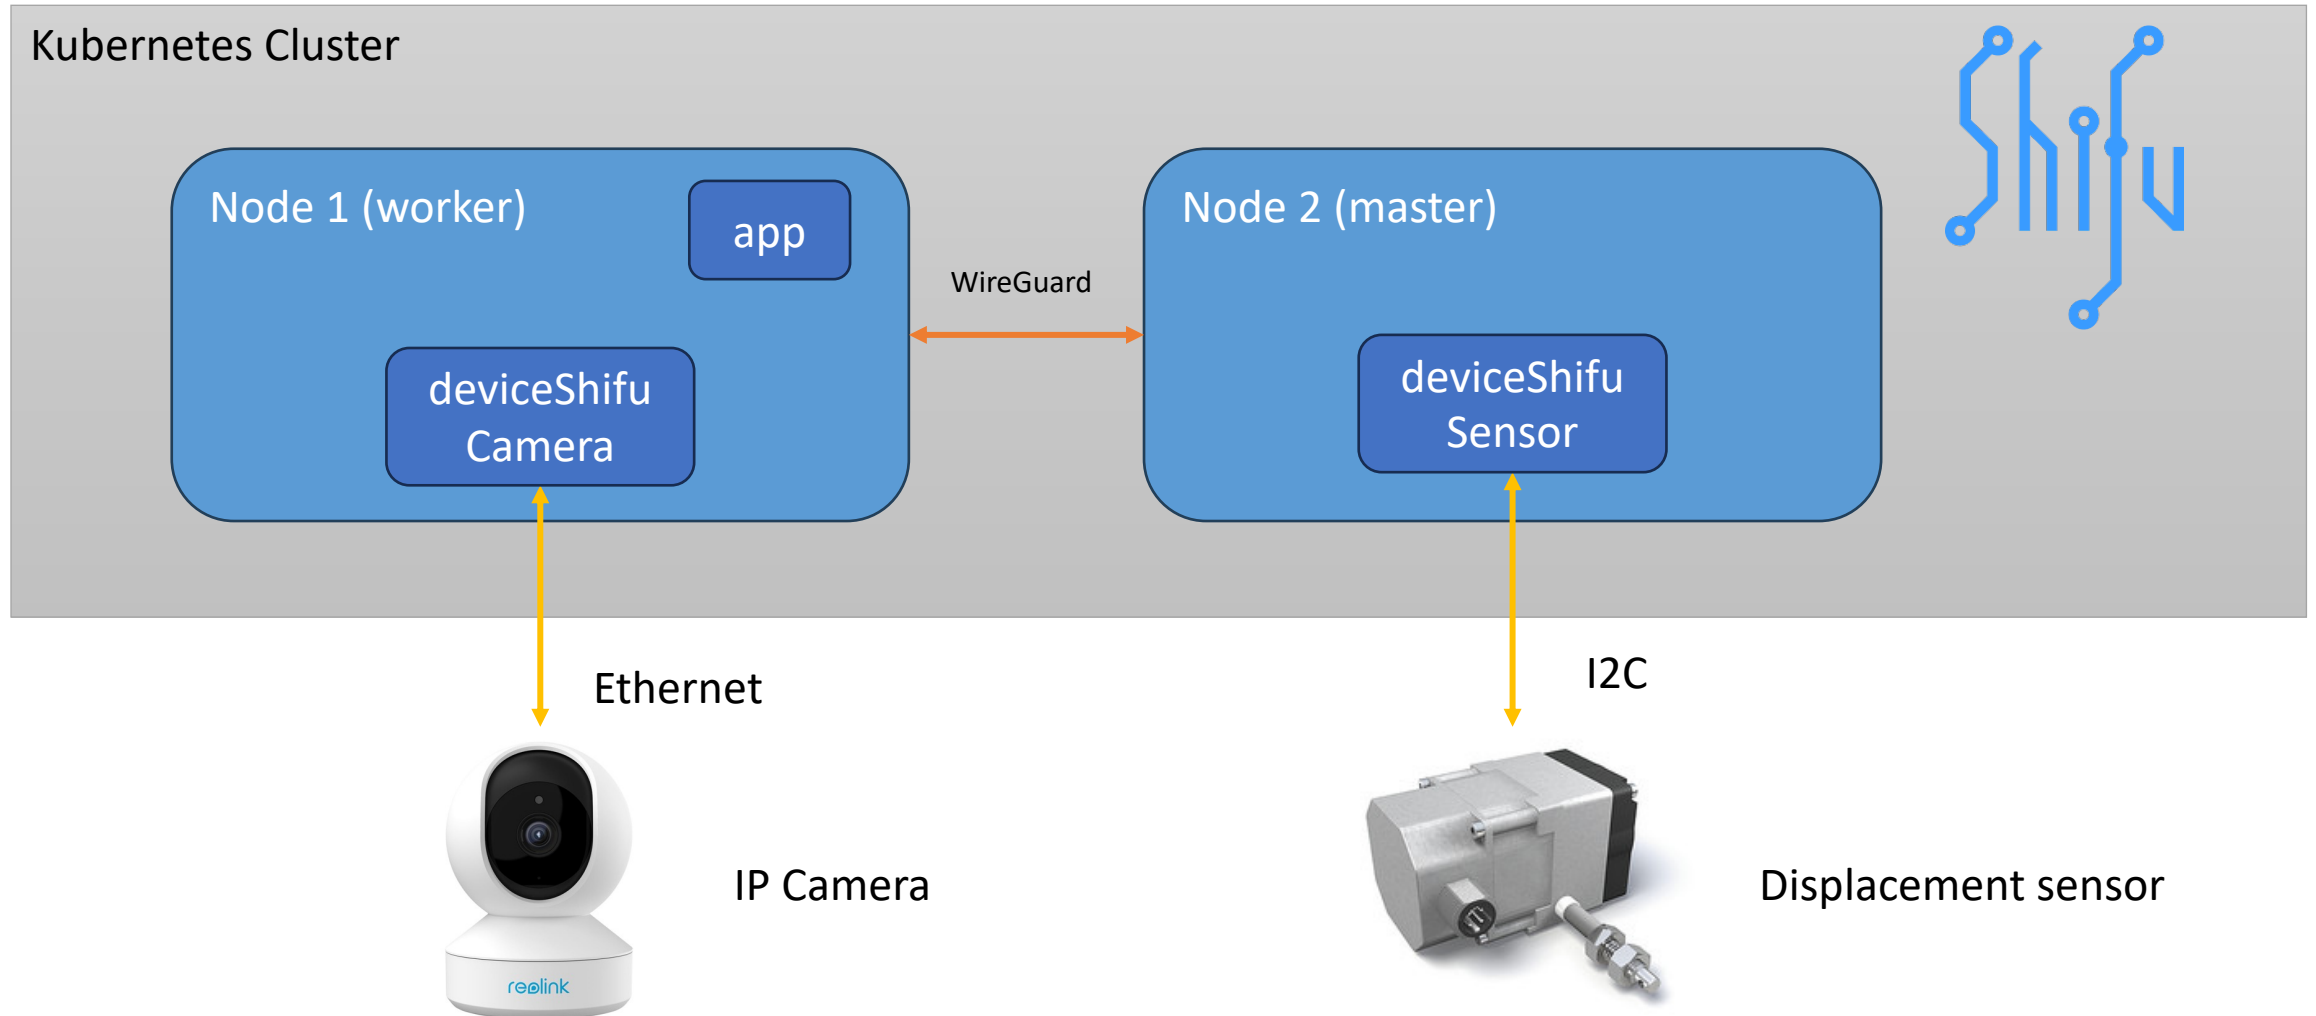 Kubernetes Cluster
Shifu
Node 1 (worker)
app
Node 2 (master)
WireGuard
deviceShifu
Camera
deviceShifu
Sensor
Ethernet
I2C
IP Camera
Displacement sensor
reolink